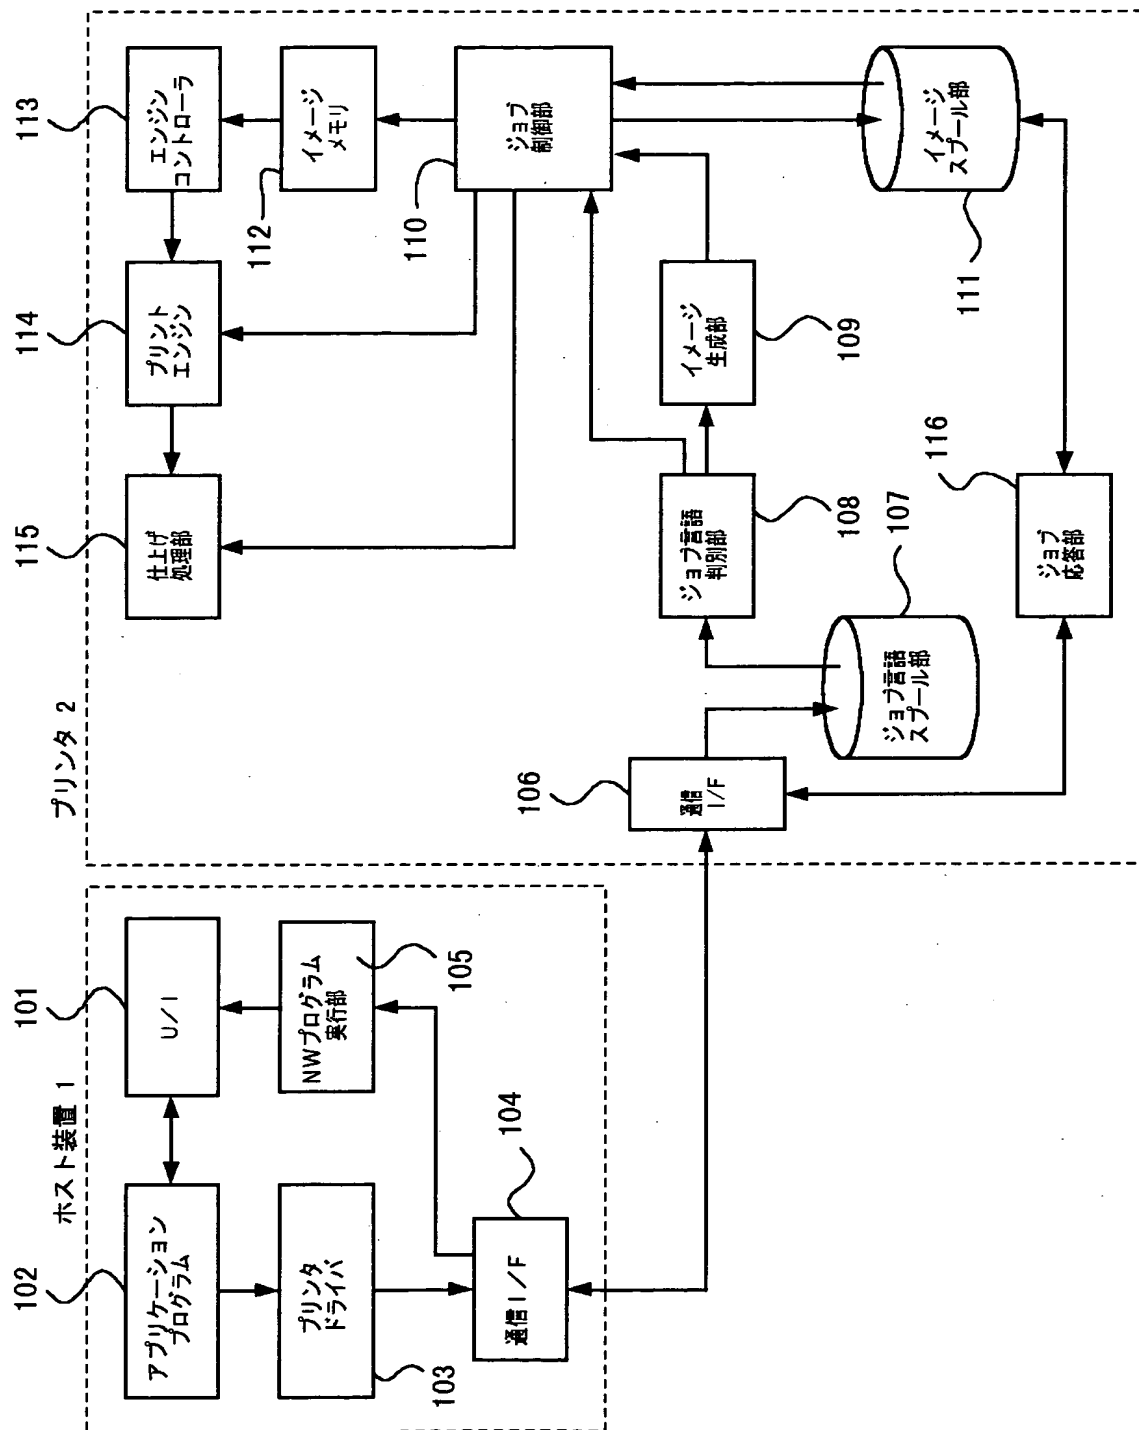 ホスト装置 1
102
アプリケーション
プログラム
101
U/I
プリンタ
ドライバ
103
NWプログラム
実行部
105
通信I/F
104
プリンタ 2
115
仕上げ
処理部
114
プリント
エンジン
113
エンジン
コントローラ
イメージ
メモリ
112
ジョブ
制御部
110
106
通信
I/F
ジョブ言語
判別部
108
イメージ
生成部
109
ジョブ言語
スプール部
107
イメージ
スプール部
111
ジョブ
応答部
116